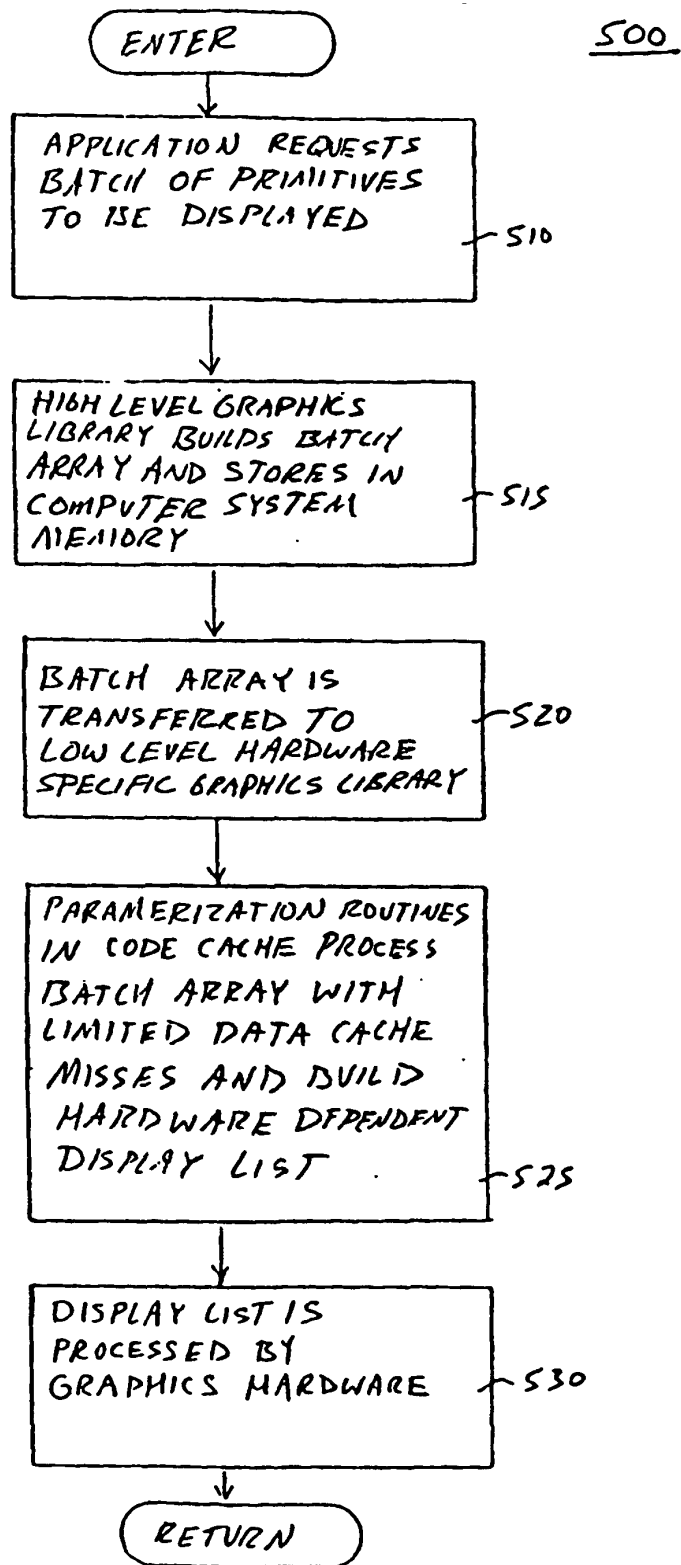 ENTER
500
APPLICATION REQUESTS
BATCH OF PRIMITIVES
TO BE DISPLAYED
510
HIGH LEVEL GRAPHICS
LIBRARY BUILDS BATCH
ARRAY AND STORES IN
COMPUTER SYSTEM
MEMORY
515
BATCH ARRAY IS
TRANSFERRED TO
LOW LEVEL HARDWARE
SPECIFIC GRAPHICS LIBRARY
520
PARAMERIZATION ROUTINES
IN CODE CACHE PROCESS
BATCH ARRAY WITH
LIMITED DATA CACHE
MISSES AND BUILD
HARDWARE DEPENDENT
DISPLAY LIST
525
DISPLAY LIST IS
PROCESSED BY
GRAPHICS HARDWARE
530
RETURN